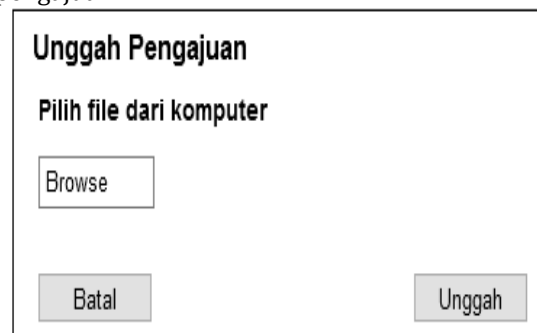 Unggah Pengajuan
Pilih file dari komputer
Browse
Batal
Unggah